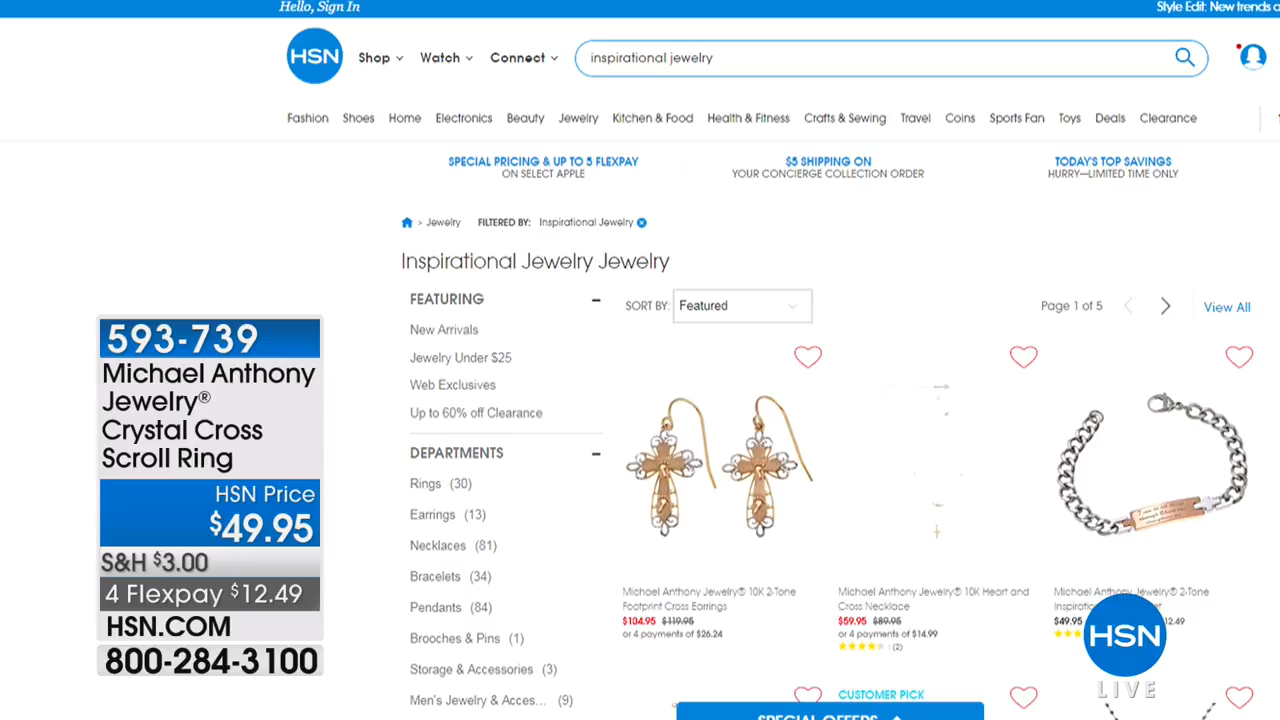 Hello, Sign In
Style Edit: New trends
HSN
Shop
Watch
Connect
inspirational jewelry
Fashion
Shoes
Home
Electronics
Beauty
Jewelry
Kitchen & Food
Health & Fitness
Crafts & Sewing
Travel
Coins
Sports Fan
Toys
Deals
Clearance
SPECIAL PRICING & UP TO 5 FLEXPAY
ON SELECT APPLE
$5 SHIPPING ON
YOUR CONCIERGE COLLECTION ORDER
TODAY'S TOP SAVINGS
HURRY—LIMITED TIME ONLY
> Jewelry FILTERED BY: Inspirational Jewelry
Inspirational Jewelry Jewelry
FEATURING
New Arrivals
Jewelry Under $25
Web Exclusives
Up to 60% off Clearance
DEPARTMENTS
Rings (30)
Earrings (13)
Necklaces (81)
Bracelets (34)
Pendants (84)
Brooches & Pins (1)
Storage & Accessories (3)
Men's Jewelry & Acces... (9)
SORT BY: Featured
Page 1 of 5
View All
Michael Anthony Jewelry® 10K 2-Tone
Footprint Cross Earrings
$104.95 $119.95
or 4 payments of $26.24
Michael Anthony Jewelry® 10K Heart and
Cross Necklace
$59.95 $89.95
or 4 payments of $14.99
(2)
Michael Anthony Jewelry® 2-Tone
$49.95
12.49
CUSTOMER PICK
SPECIAL OFFERS
593-739
Michael Anthony
Jewelry®
Crystal Cross
Scroll Ring
HSN Price
$49.95
S&H $3.00
4 Flexpay $12.49
HSN.COM
800-284-3100
HSN
LIVE